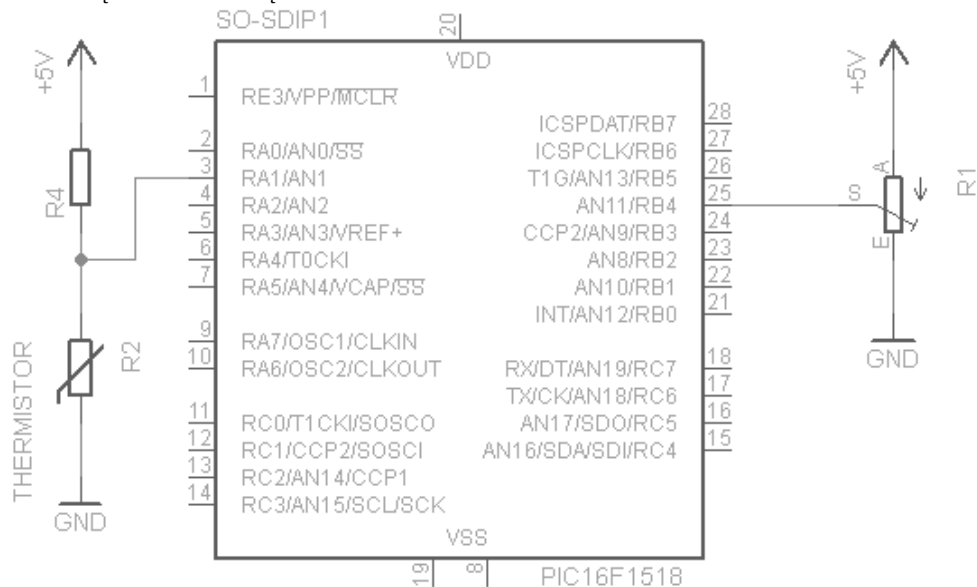 SO-SDIP1
20
VDD
+5V
R4
R2
THERMISTOR
GND
1 RE3/VPP/MCLR
2 RA0/AN0/SS
3 RA1/AN1
4 RA2/AN2
5 RA3/AN3/VREF+
6 RA4/T0CKI
7 RA5/AN4/VCAP/SS
9 RA7/OSC1/CLKIN
10 RA6/OSC2/CLKOUT
11 RC0/T1CKI/SOSCO
12 RC1/CCP2/SOSCI
13 RC2/AN14/CCP1
14 RC3/AN15/SCL/SCK
ICSPDAT/RB7 28
ICSPCLK/RB6 27
T1G/AN13/RB5 26
AN11/RB4 25
CCP2/AN9/RB3 24
AN8/RB2 23
AN10/RB1 22
INT/AN12/RB0 21
RX/DT/AN19/RC7 18
TX/CK/AN18/RC6 17
AN17/SDO/RC5 16
AN16/SDA/SDI/RC4 15
VSS
19
8
PIC16F1518
+5V
A
S
E
R1
GND